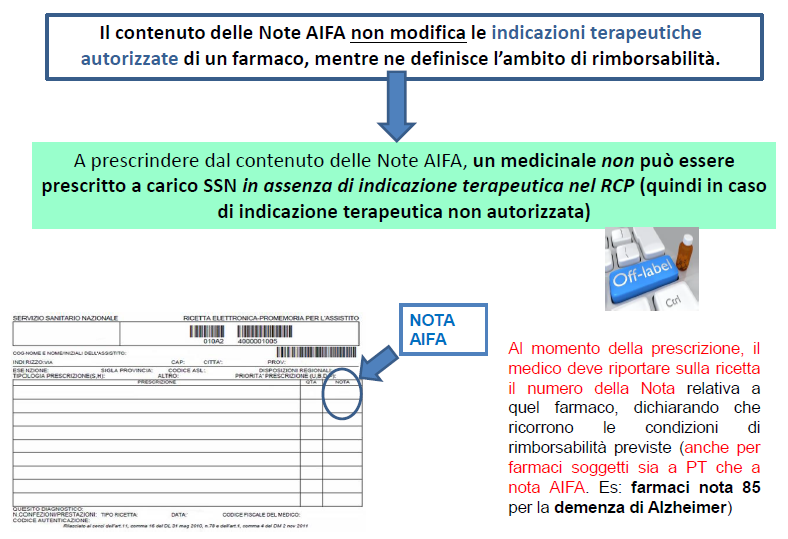 Il contenuto delle Note AIFA non modifica le indicazioni terapeutiche
autorizzate di un farmaco, mentre ne definisce l’ambito di rimborsabilità.
A prescrindere dal contenuto delle Note AIFA, un medicinale non può essere
prescritto a carico SSN in assenza di indicazione terapeutica nel RCP (quindi in caso
di indicazione terapeutica non autorizzata)
Off-label
Ctrl
SERVIZIO SANITARIO NAZIONALE RICETTA ELETTRONICA-PROMEMORIA PER L'ASSISTITO
010A2 4000001005
COGNOME E NOME/INIZIALI DELL'ASSISTITO:
INDIRIZZO:VIA CAP: CITTA': PROV:
ESENZIONE: SIGLA PROVINCIA: CODICE ASL: DISPOSIZIONI REGIONALI:
TIPOLOGIA PRESCRIZIONE(S,H): ALTRO: PRIORITA' PRESCRIZIONE (U,B,D,P):
PRESCRIZIONE QTA NOTA
QUESITO DIAGNOSTICO:
N.CONFEZIONI/PRESTAZIONI: TIPO RICETTA: DATA: CODICE FISCALE DEL MEDICO:
CODICE AUTENTICAZIONE:
Rilasciato ai sensi dell'art.11, comma 16 del DL 31 mag 2010, n.78 e dell'art.1, comma 4 del DM 2 nov 2011
NOTA
AIFA
Al momento della prescrizione, il
medico deve riportare sulla ricetta
il numero della Nota relativa a
quel farmaco, dichiarando che
ricorrono le condizioni di
rimborsabilità previste (anche per
farmaci soggetti sia a PT che a
nota AIFA. Es: farmaci nota 85
per la demenza di Alzheimer)